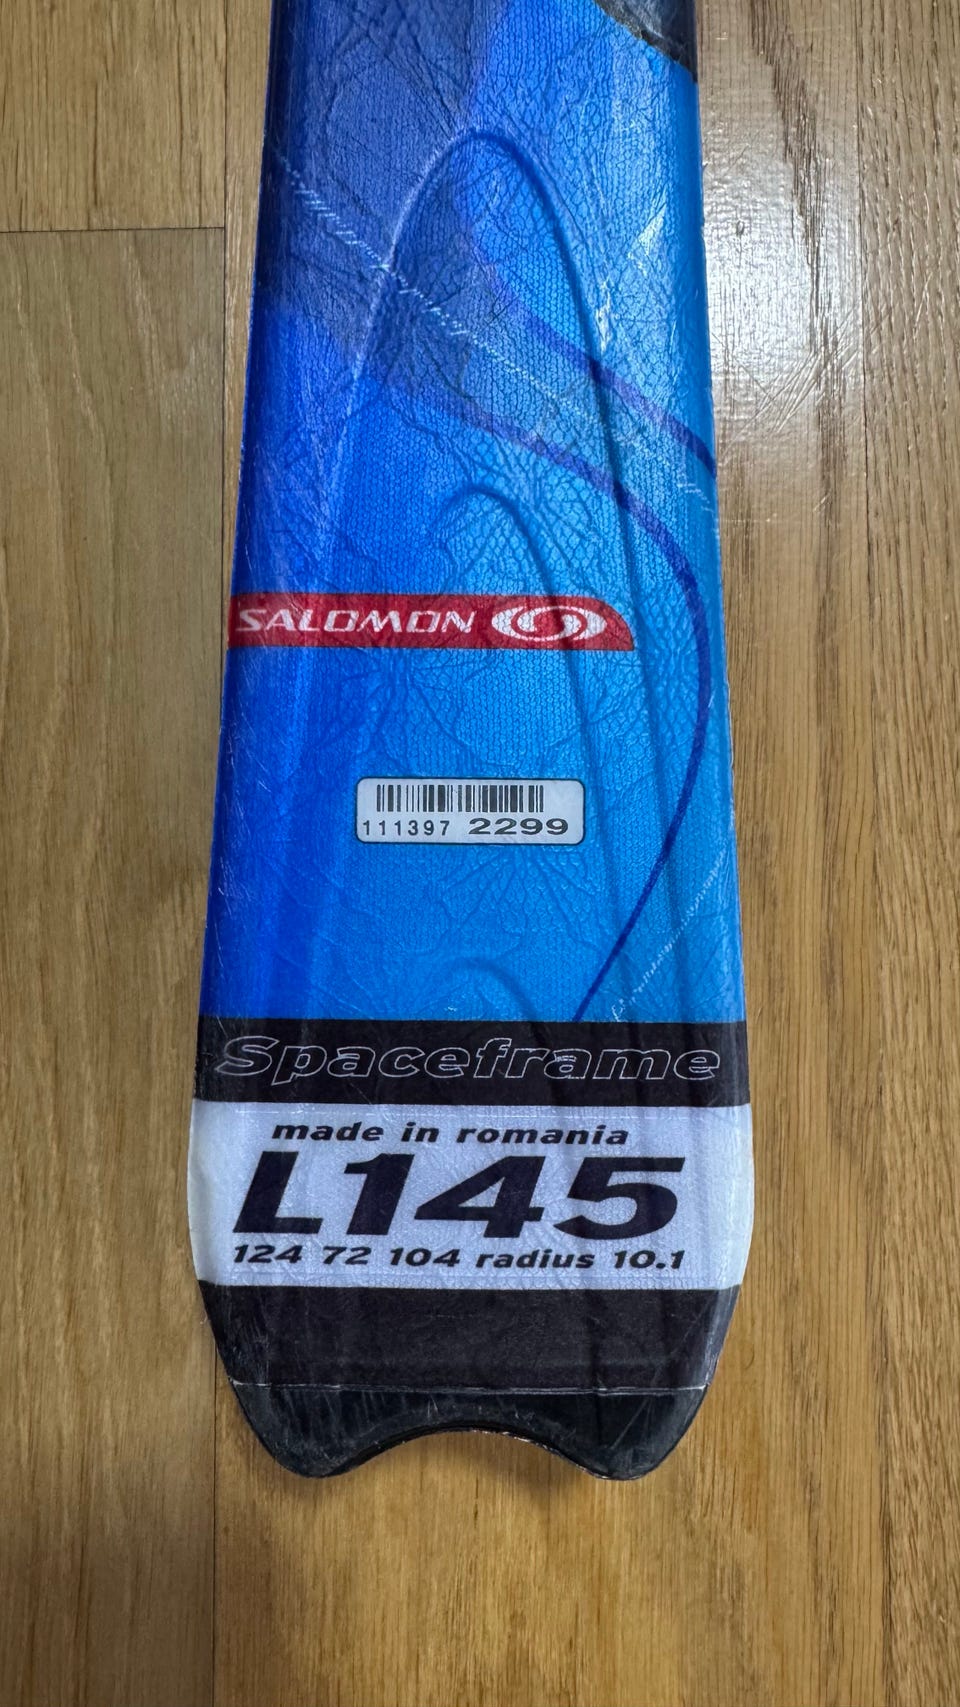 SALOMON
111397 2299
Spaceframe
made in romania
L145
124 72 104 radius 10.1